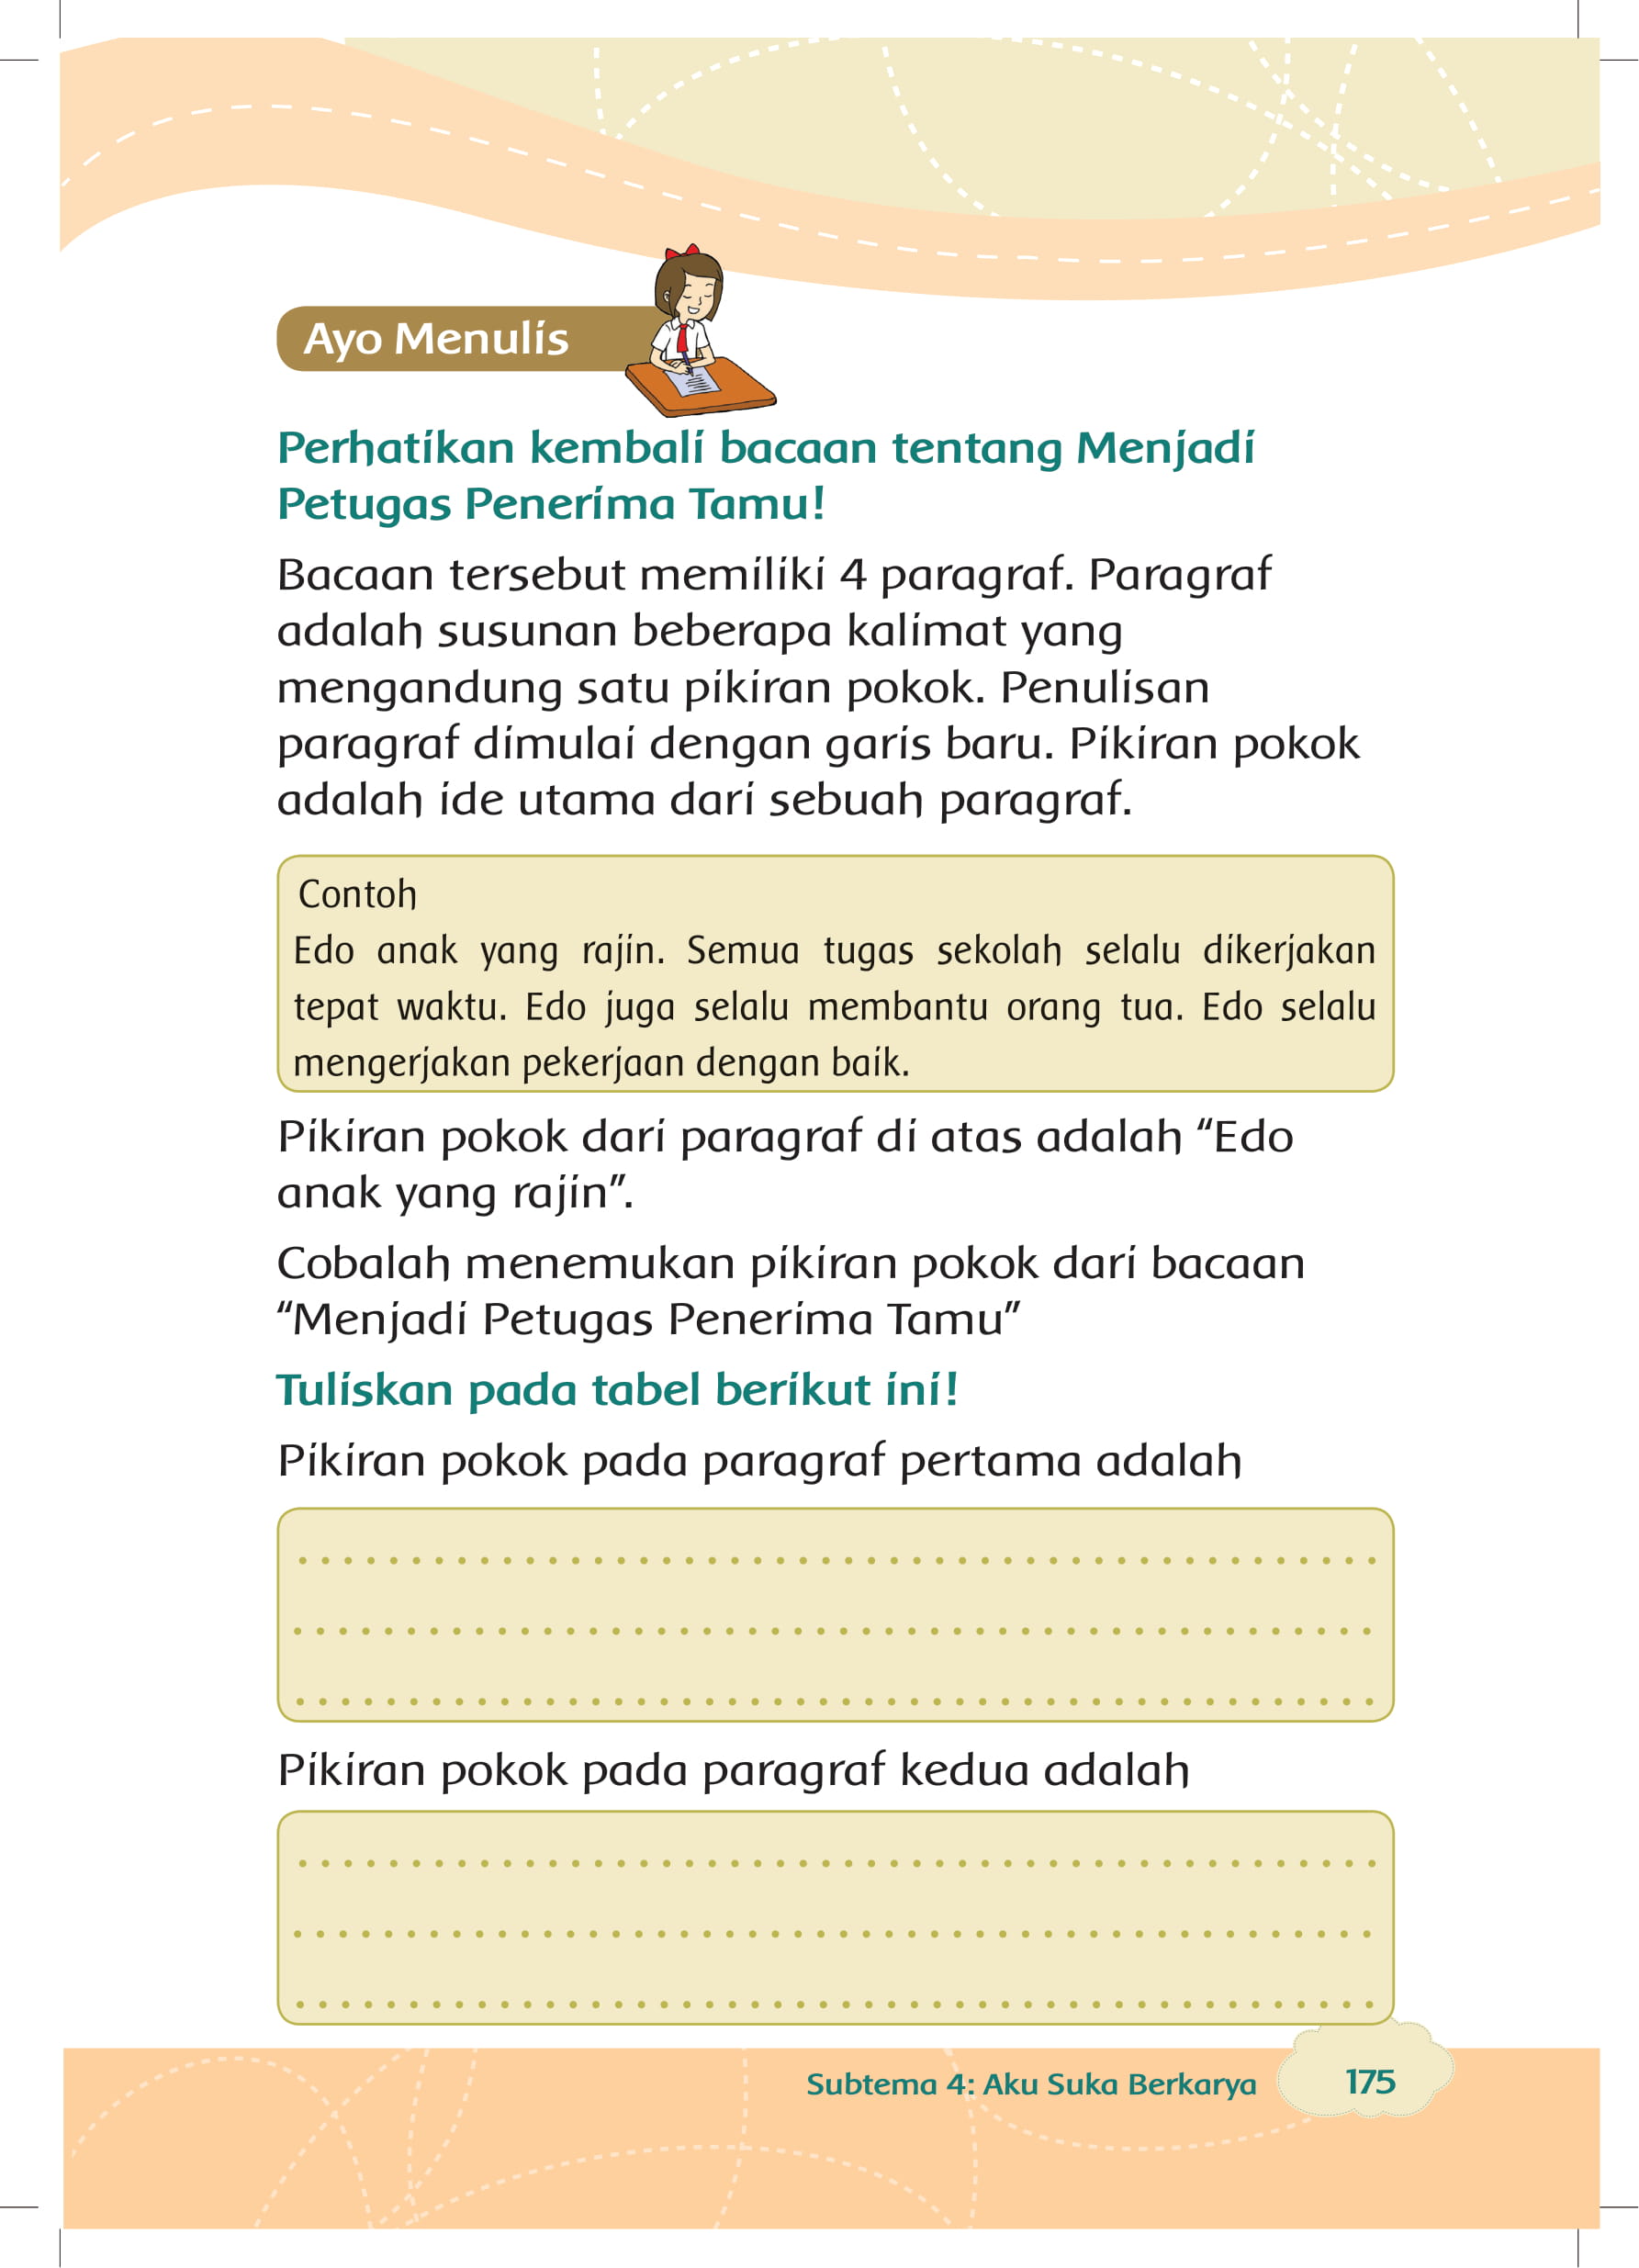 Ayo Menulis
Perhatikan kembali bacaan tentang Menjadi
Petugas Penerima Tamu!
Bacaan tersebut memiliki 4 paragraf. Paragraf
adalah susunan beberapa kalimat yang
mengandung satu pikiran pokok. Penulisan
paragraf dimulai dengan garis baru. Pikiran pokok
adalah ide utama dari sebuah paragraf.
Contoh
Edo anak yang rajin. Semua tugas sekolah selalu dikerjakan
tepat waktu. Edo juga selalu membantu orang tua. Edo selalu
mengerjakan pekerjaan dengan baik.
Pikiran pokok dari paragraf di atas adalah “Edo
anak yang rajin”.
Cobalah menemukan pikiran pokok dari bacaan
“Menjadi Petugas Penerima Tamu”
Tuliskan pada tabel berikut ini!
Pikiran pokok pada paragraf pertama adalah
Pikiran pokok pada paragraf kedua adalah
Subtema 4: Aku Suka Berkarya
175